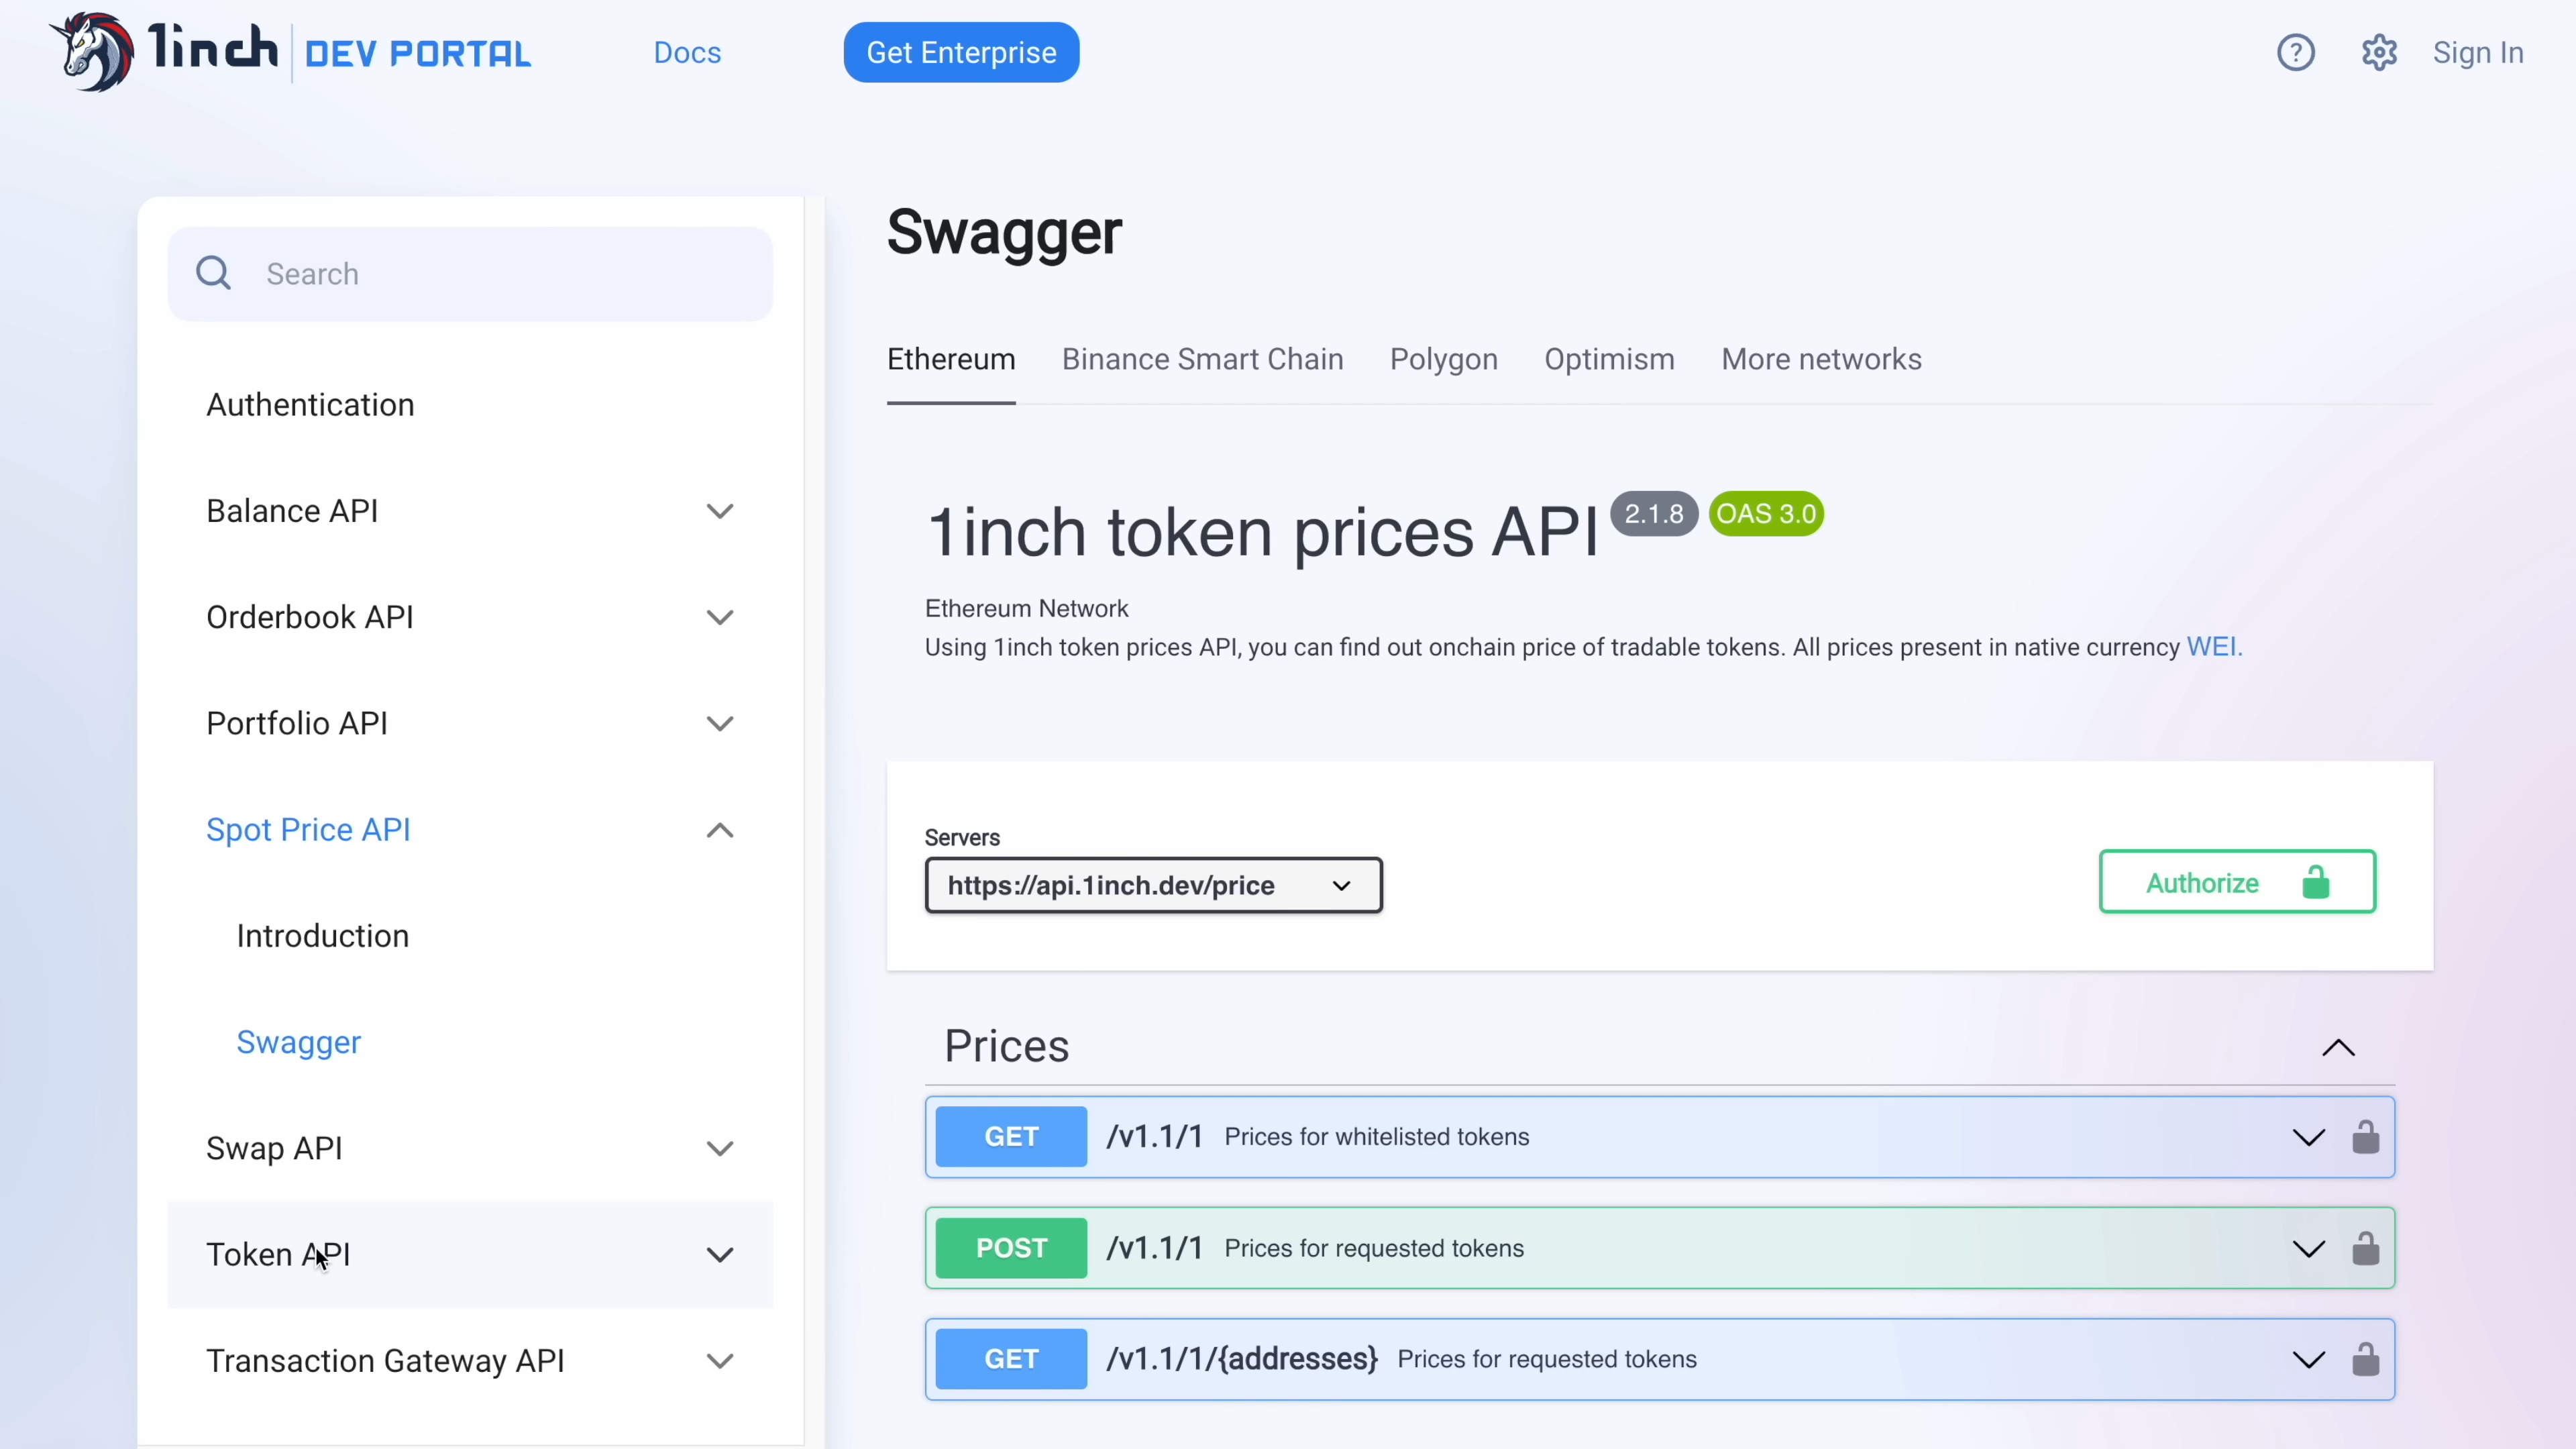 1inch DEV PORTAL
Docs
Get Enterprise
Sign In
Search
Authentication
Balance API
Orderbook API
Portfolio API
Spot Price API
Introduction
Swagger
Swap API
Token API
Transaction Gateway API
Swagger
Ethereum Binance Smart Chain Polygon Optimism More networks
1inch token prices API 2.1.8 OAS 3.0
Ethereum Network
Using 1inch token prices API, you can find out onchain price of tradable tokens. All prices present in native currency WEI.
Servers
https://api.1inch.dev/price
Authorize
Prices
GET /v1.1/1 Prices for whitelisted tokens
POST /v1.1/1 Prices for requested tokens
GET /v1.1/1/{addresses} Prices for requested tokens